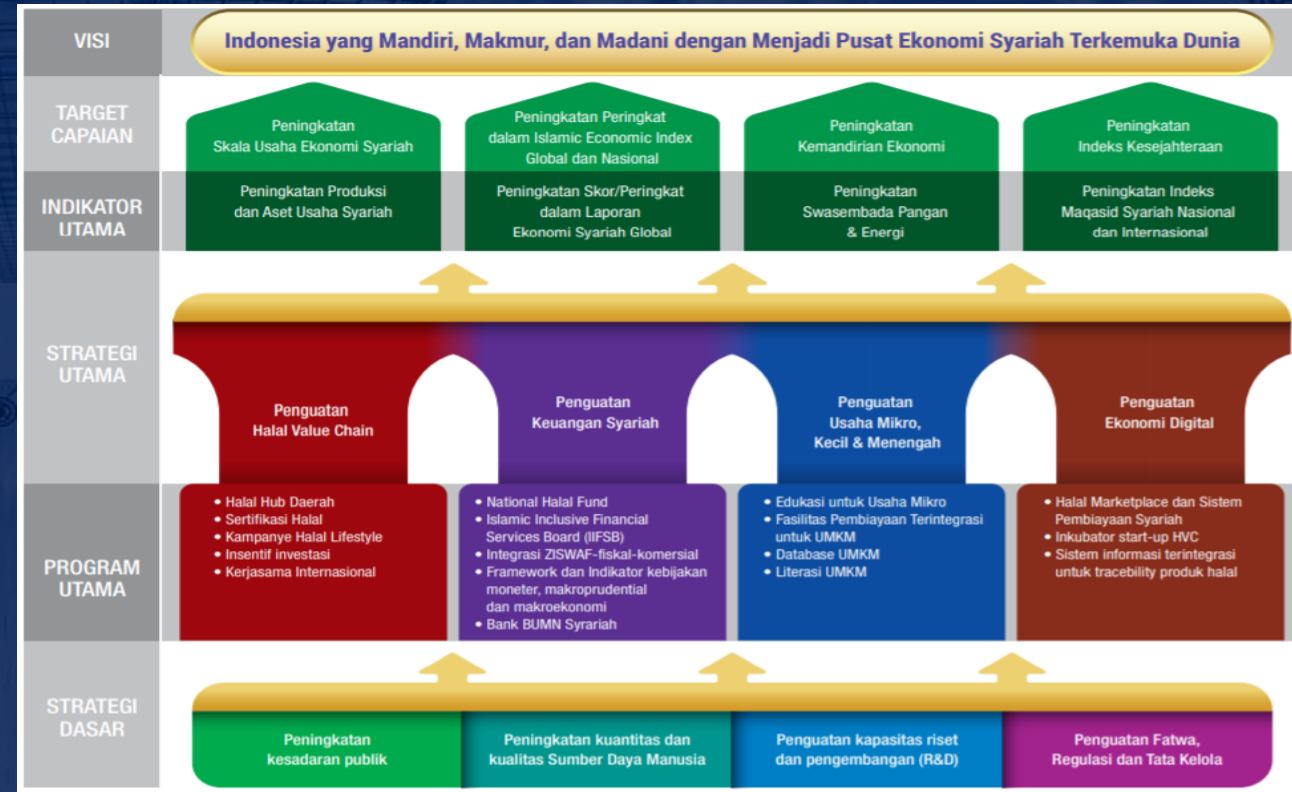 VISI
Indonesia yang Mandiri, Makmur, dan Madani dengan Menjadi Pusat Ekonomi Syariah Terkemuka Dunia
TARGET
CAPAIAN
Peningkatan
Skala Usaha Ekonomi Syariah
Peningkatan Peringkat
dalam Islamic Economic Index
Global dan Nasional
Peningkatan
Kemandirian Ekonomi
Peningkatan
Indeks Kesejahteraan
INDIKATOR
UTAMA
Peningkatan Produksi
dan Aset Usaha Syariah
Peningkatan Skor/Peringkat
dalam Laporan
Ekonomi Syariah Global
Peningkatan
Swasembada Pangan
& Energi
Peningkatan Indeks
Maqasid Syariah Nasional
dan Internasional
STRATEGI
UTAMA
Penguatan
Halal Value Chain
Penguatan
Keuangan Syariah
Penguatan
Usaha Mikro,
Kecil & Menengah
Penguatan
Ekonomi Digital
PROGRAM
UTAMA
• Halal Hub Daerah
• Sertifikasi Halal
• Kampanye Halal Lifestyle
• Insentif investasi
• Kerjasama Internasional
• National Halal Fund
• Islamic Inclusive Financial
Services Board (IIFSB)
• Integrasi ZISWAF-fiskal-komersial
• Framework dan Indikator kebijakan
moneter, makroprudential
dan makroekonomi
• Bank BUMN Syrariah
• Edukasi untuk Usaha Mikro
• Fasilitas Pembiayaan Terintegrasi
untuk UMKM
• Database UMKM
• Literasi UMKM
• Halal Marketplace dan Sistem
Pembiayaan Syariah
• Inkubator start-up HVC
• Sistem informasi terintegrasi
untuk tracebility produk halal
STRATEGI
DASAR
Peningkatan
kesadaran publik
Peningkatan kuantitas dan
kualitas Sumber Daya Manusia
Penguatan kapasitas riset
dan pengembangan (R&D)
Penguatan Fatwa,
Regulasi dan Tata Kelola